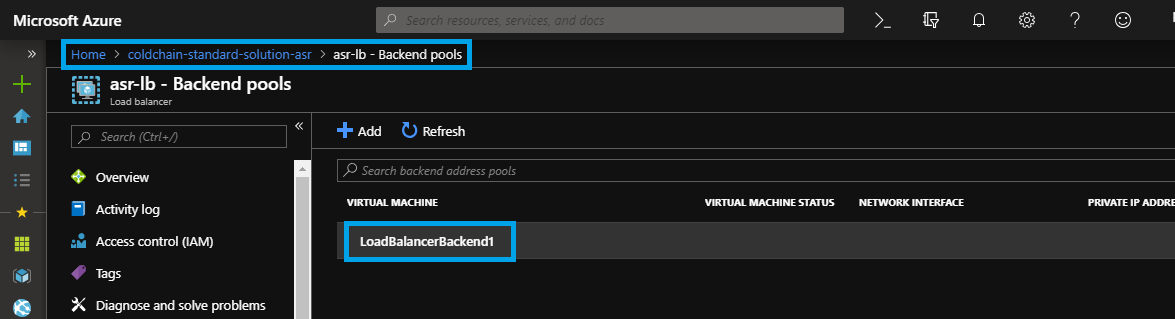 Microsoft Azure
Search resources, services, and docs
Home > coldchain-standard-solution-asr > asr-lb - Backend pools
asr-lb - Backend pools
Load balancer
Search (Ctrl+/)
Overview
Activity log
Access control (IAM)
Tags
Diagnose and solve problems
Add Refresh
Search backend address pools
VIRTUAL MACHINE VIRTUAL MACHINE STATUS NETWORK INTERFACE PRIVATE IP ADDRE
LoadBalancerBackend1